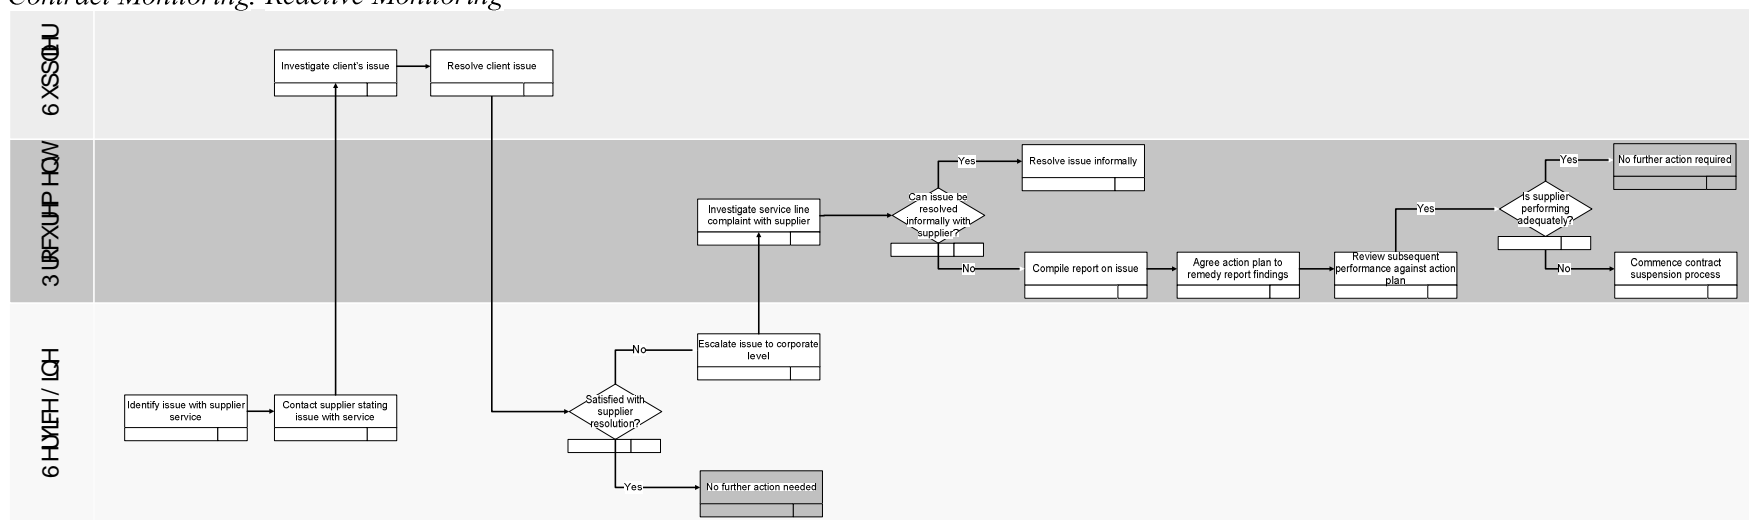 Contract Monitoring: Reactive Monitoring
6XSSOLHU
Investigate client's issue
Resolve client issue
3URFXUHPHQW
Investigate service line
complaint with supplier
Can issue be
resolved
informally with
supplier?
Yes
Resolve issue informally
No
Compile report on issue
Agree action plan to
remedy report findings
Review subsequent
performance against action
plan
Yes
Is supplier
performing
adequately?
Yes
No further action required
No
Commence contract
suspension process
6HUYLFH/LQH
Identify issue with supplier
service
Contact supplier stating
issue with service
Satisfied with
supplier
resolution?
No
Escalate issue to corporate
level
Yes
No further action needed